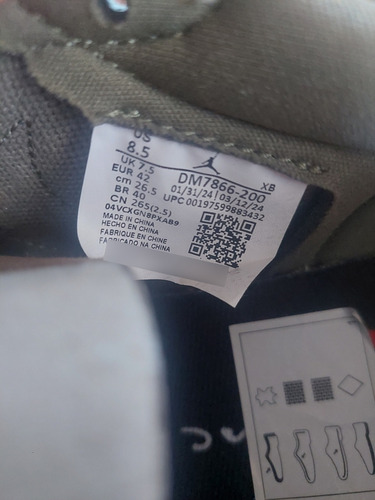 US
8.5
UK 7.5
EUR 42
cm 26.5
BR 40
CN 265(2.5)
04VCXGN8PXAB9
MADE IN CHINA
HECHO EN CHINA
FABRIQUE EN CHINE
FABRICADO NA CHINA
DM7866-200 XB
01/31/24 03/12/24
UPC 00197599883432